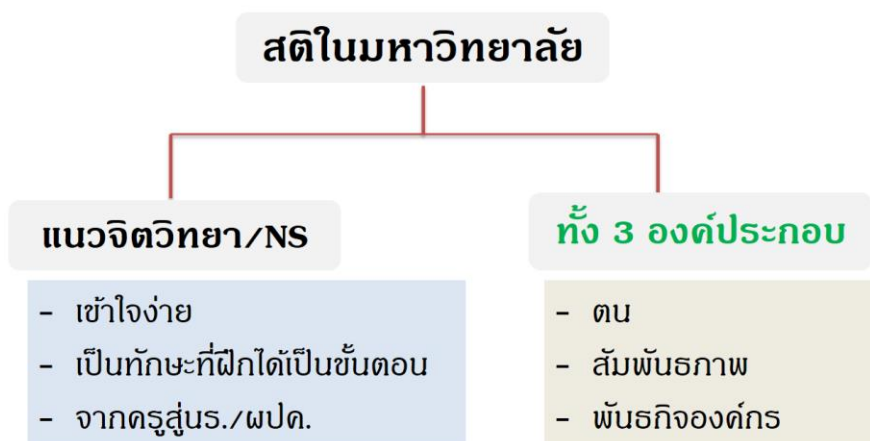 สติในมหาวิทยาลัย
แนวจิตวิทยา/NS
- เข้าใจง่าย
- เป็นทักษะที่ฝึกได้เป็นขั้นตอน
- จากครูสู่นร./ผปค.
ทั้ง 3 องค์ประกอบ
- ตน
- สัมพันธภาพ
- พันธกิจองค์กร